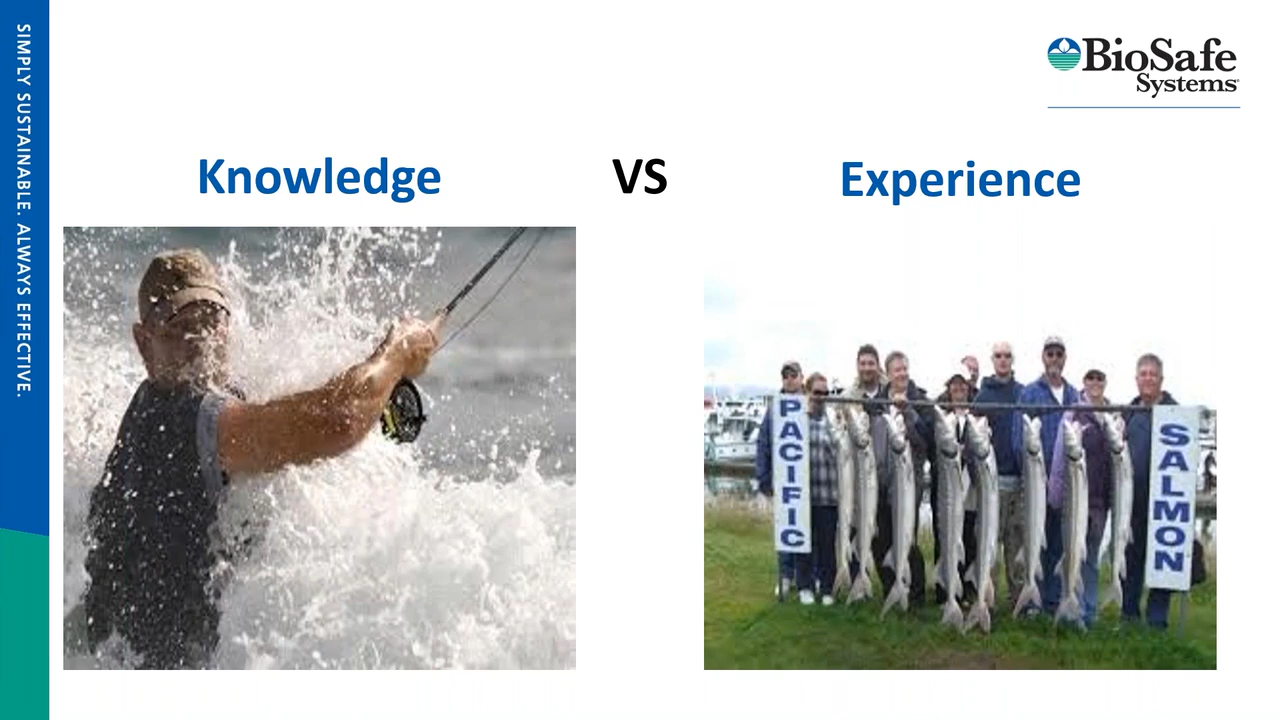 SIMPLY SUSTAINABLE. ALWAYS EFFECTIVE.
BioSafe
Systems
Knowledge
VS
Experience
PACIFIC
SALMON